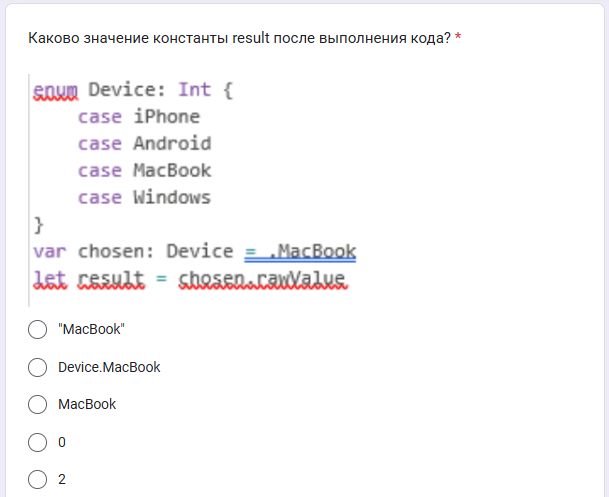 Каково значение константы result после выполнения кода? *
enum Device: Int {
case iPhone
case Android
case MacBook
case Windows
}
var chosen: Device = .MacBook
let result = chosen.rawValue
"MacBook"
Device.MacBook
MacBook
0
2